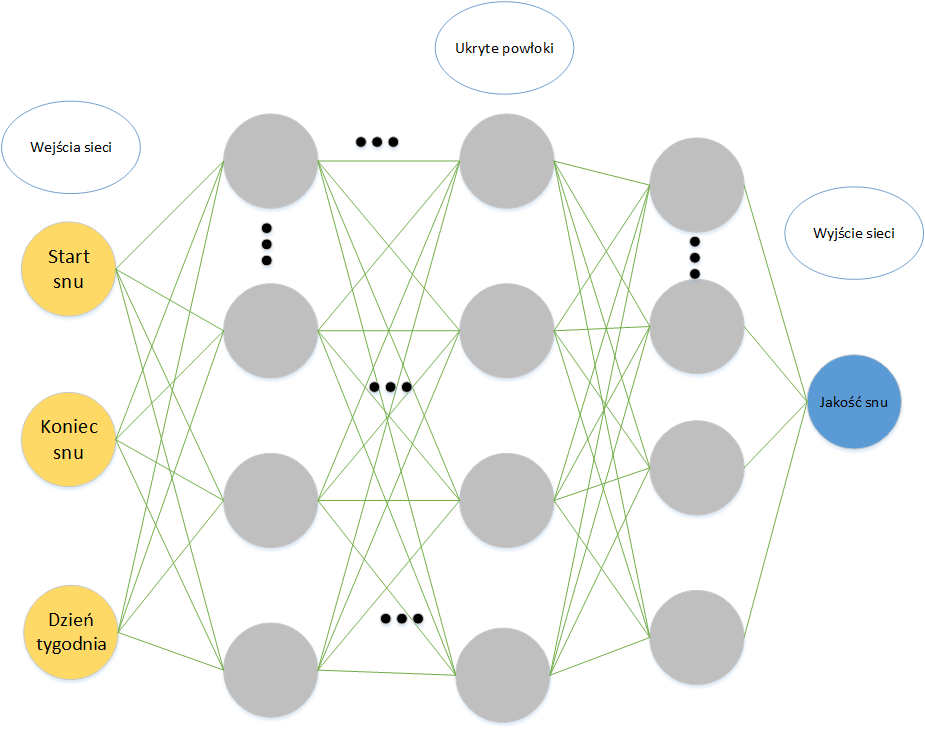 Ukryte powłoki
Wejścia sieci
Wyjście sieci
Start
snu
Koniec
snu
Dzień
tygodnia
Jakość snu